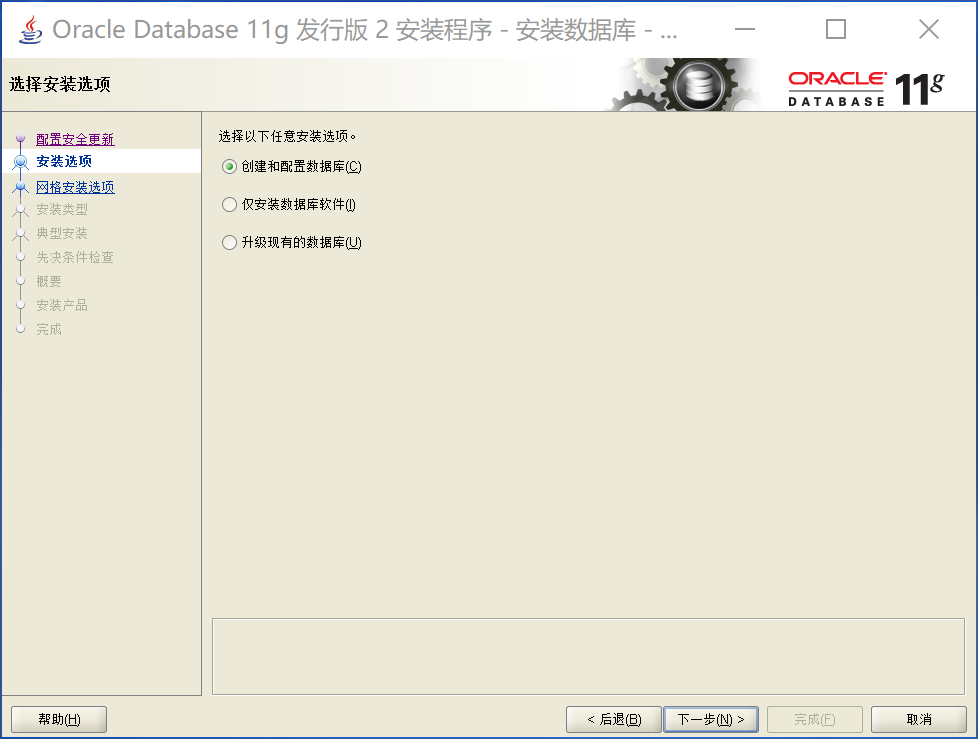 Oracle Database 11g 发行版 2 安装程序 - 安装数据库 - ...
选择安装选项
ORACLE
DATABASE
11g
配置安全更新
安装选项
网格安装选项
安装类型
典型安装
先决条件检查
概要
安装产品
完成
选择以下任意安装选项。
创建和配置数据库(C)
仅安装数据库软件(I)
升级现有的数据库(U)
帮助(H)
< 后退(B)
下一步(N) >
完成(F)
取消